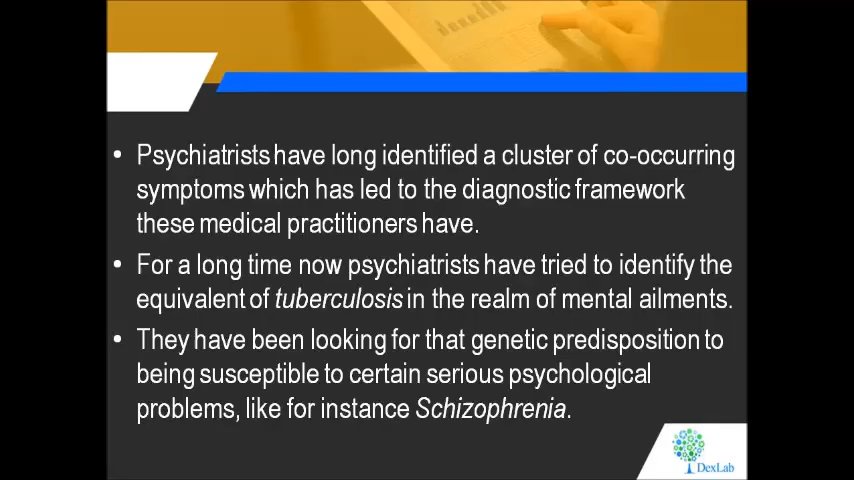 • Psychiatrists have long identified a cluster of co-occurring
symptoms which has led to the diagnostic framework
these medical practitioners have.
• For a long time now psychiatrists have tried to identify the
equivalent of tuberculosis in the realm of mental ailments.
• They have been looking for that genetic predisposition to
being susceptible to certain serious psychological
problems, like for instance Schizophrenia.
DexLab